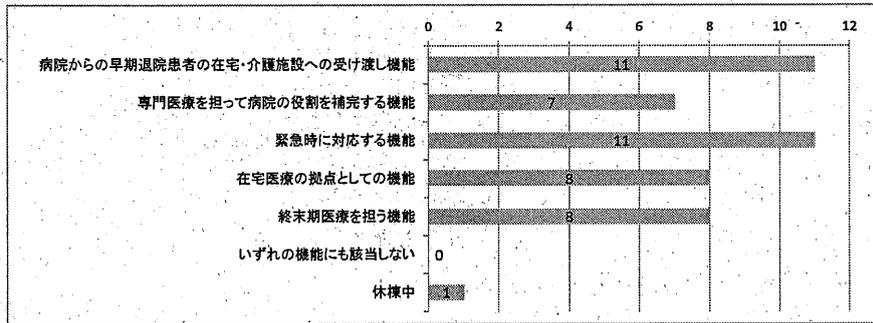 0 2 4 6 8 10 12
病院からの早期退院患者の在宅・介護施設への受け渡し機能 11
専門医療を担って病院の役割を補完する機能 7
緊急時に対応する機能 11
在宅医療の拠点としての機能 8
終末期医療を担う機能 8
いずれの機能にも該当しない 0
休棟中 1